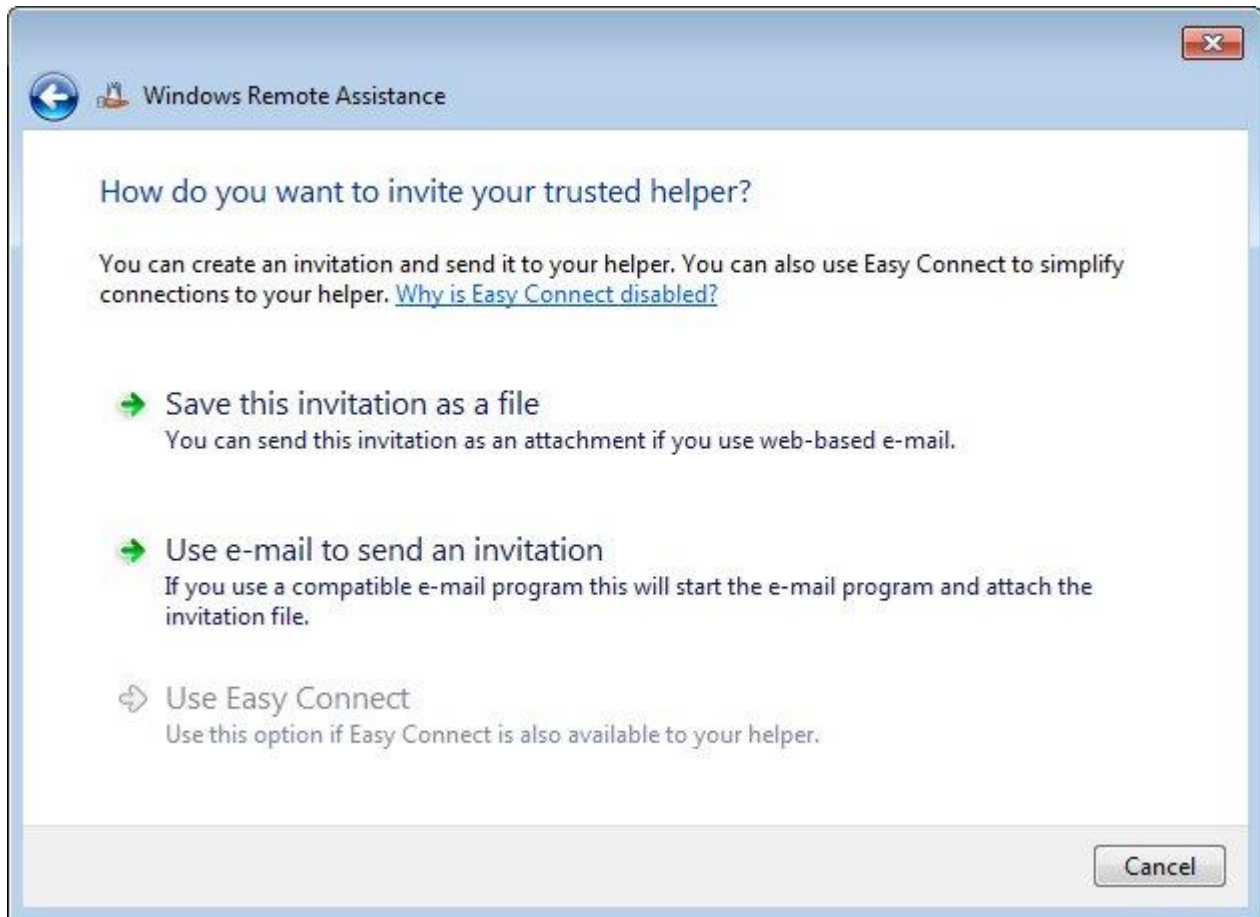 Windows Remote Assistance
How do you want to invite your trusted helper?
You can create an invitation and send it to your helper. You can also use Easy Connect to simplify
connections to your helper. Why is Easy Connect disabled?
Save this invitation as a file
You can send this invitation as an attachment if you use web-based e-mail.
Use e-mail to send an invitation
If you use a compatible e-mail program this will start the e-mail program and attach the
invitation file.
Use Easy Connect
Use this option if Easy Connect is also available to your helper.
Cancel